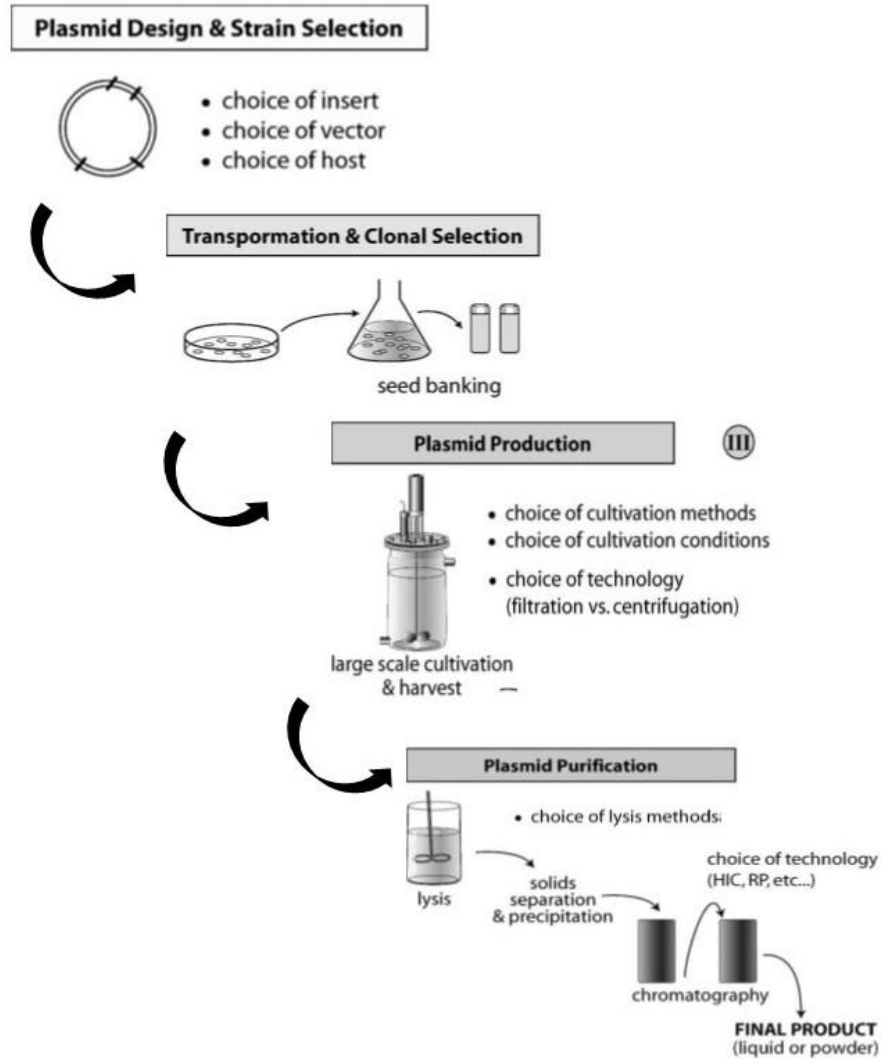 Plasmid Design & Strain Selection
• choice of insert
• choice of vector
• choice of host
Transpormation & Clonal Selection
seed banking
Plasmid Production
III
• choice of cultivation methods
• choice of cultivation conditions
• choice of technology
(filtration vs. centrifugation)
large scale cultivation
& harvest
Plasmid Purification
• choice of lysis methods:
lysis
solids
separation
& precipitation
choice of technology
(HIC, RP, etc...)
chromatography
FINAL PRODUCT
(liquid or powder)